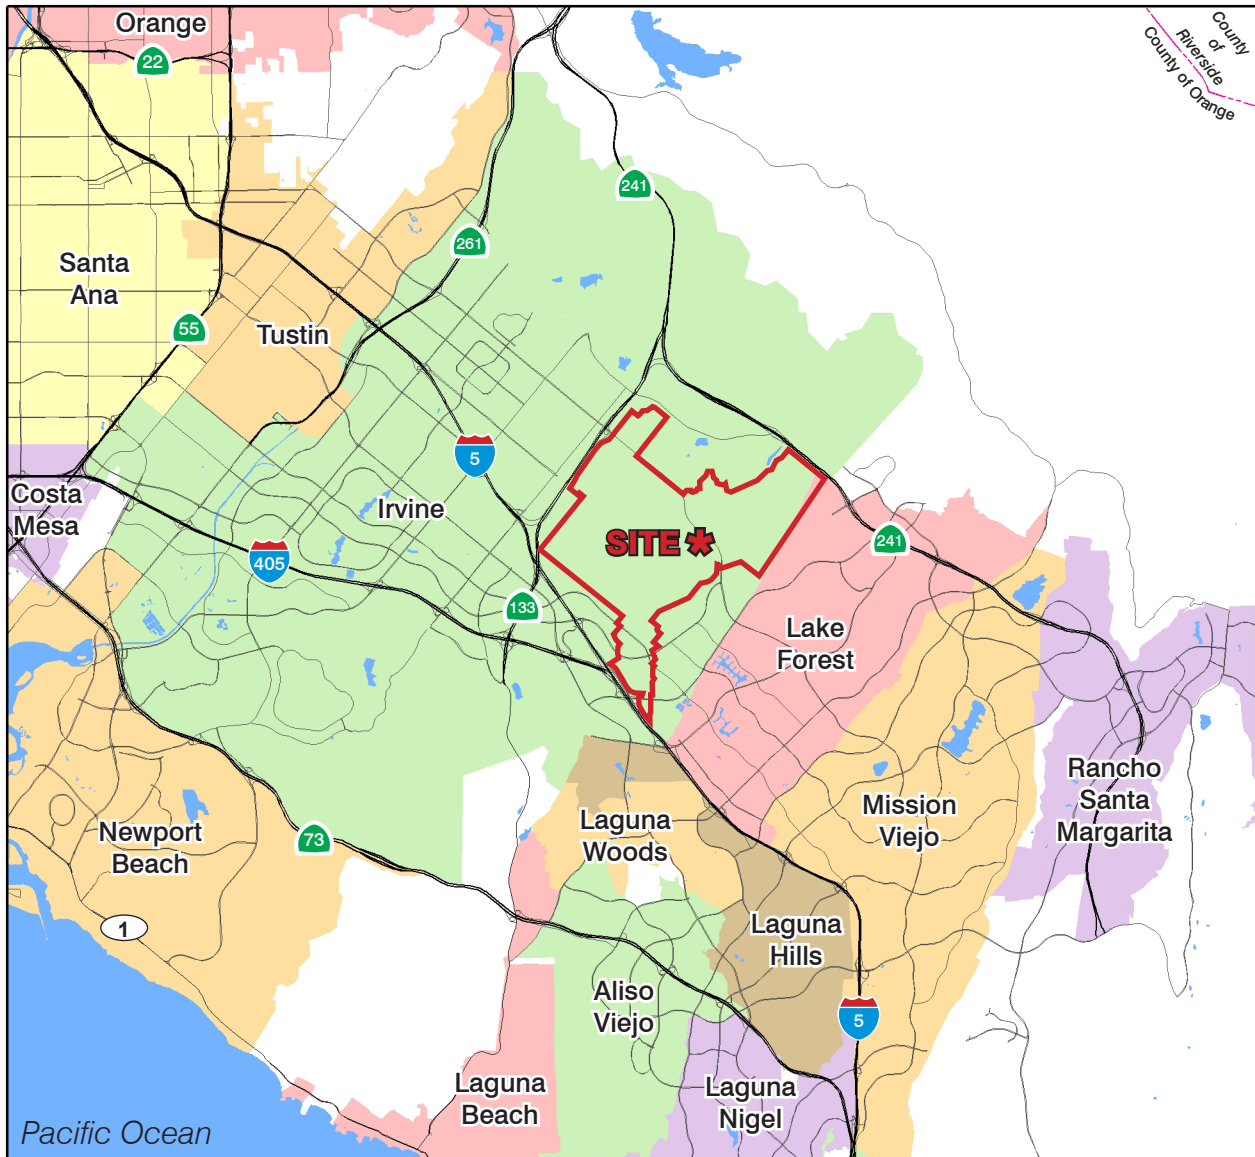 Orange
22
County
of
Riverside
County of Orange
241
261
Santa
Ana
55
Tustin
5
Costa
Mesa
Irvine
405
SITE *
241
133
Lake
Forest
Rancho
Santa
Margarita
Mission
Viejo
Laguna
Woods
Newport
Beach
73
1
Laguna
Hills
Aliso
Viejo
5
Laguna
Beach
Laguna
Nigel
Pacific Ocean